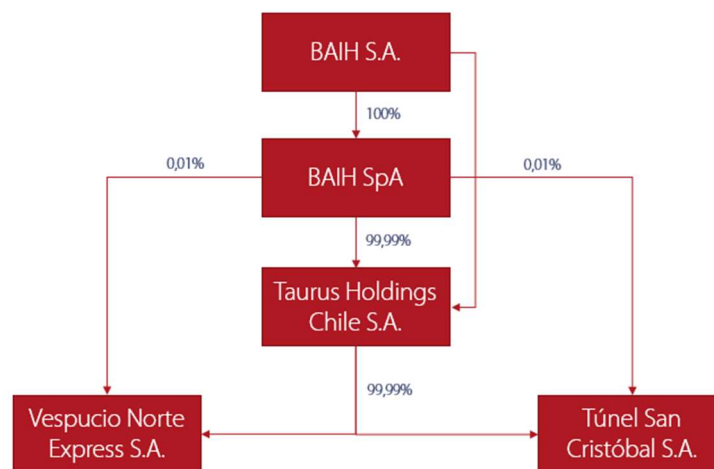 BAIH S.A.
100%
0,01%
BAIH SpA
0,01%
99,99%
Taurus Holdings
Chile S.A.
99,99%
Vespucio Norte
Express S.A.
Túnel San
Cristóbal S.A.